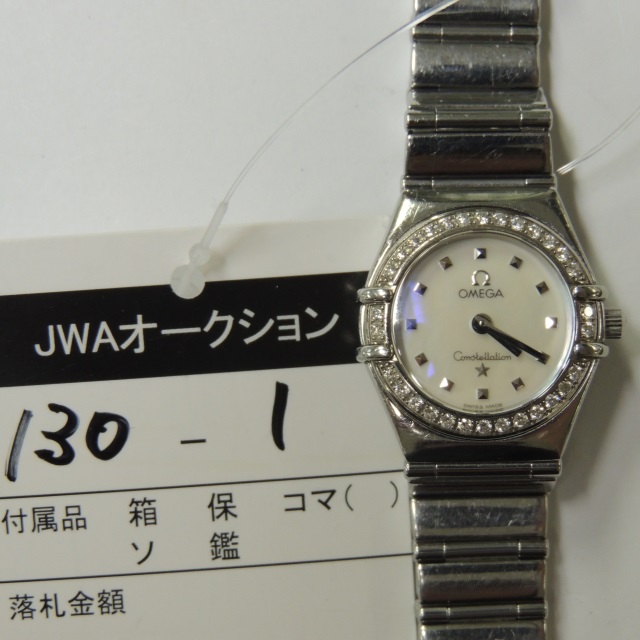 OMEGA
Constellation
JWAオークション
130 - 1
付属品 箱 保 コマ( )
ソ 鑑
落札金額